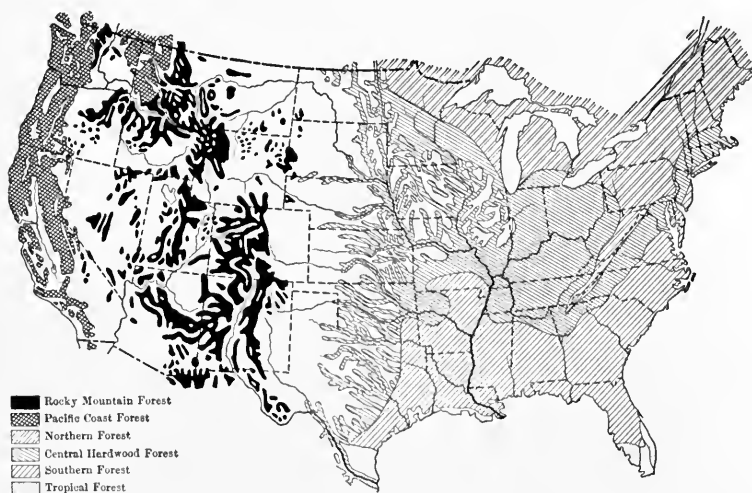 Rocky Mountain Forest
Pacific Coast Forest
Northern Forest
Central Hardwood Forest
Southern Forest
Tropical Forest